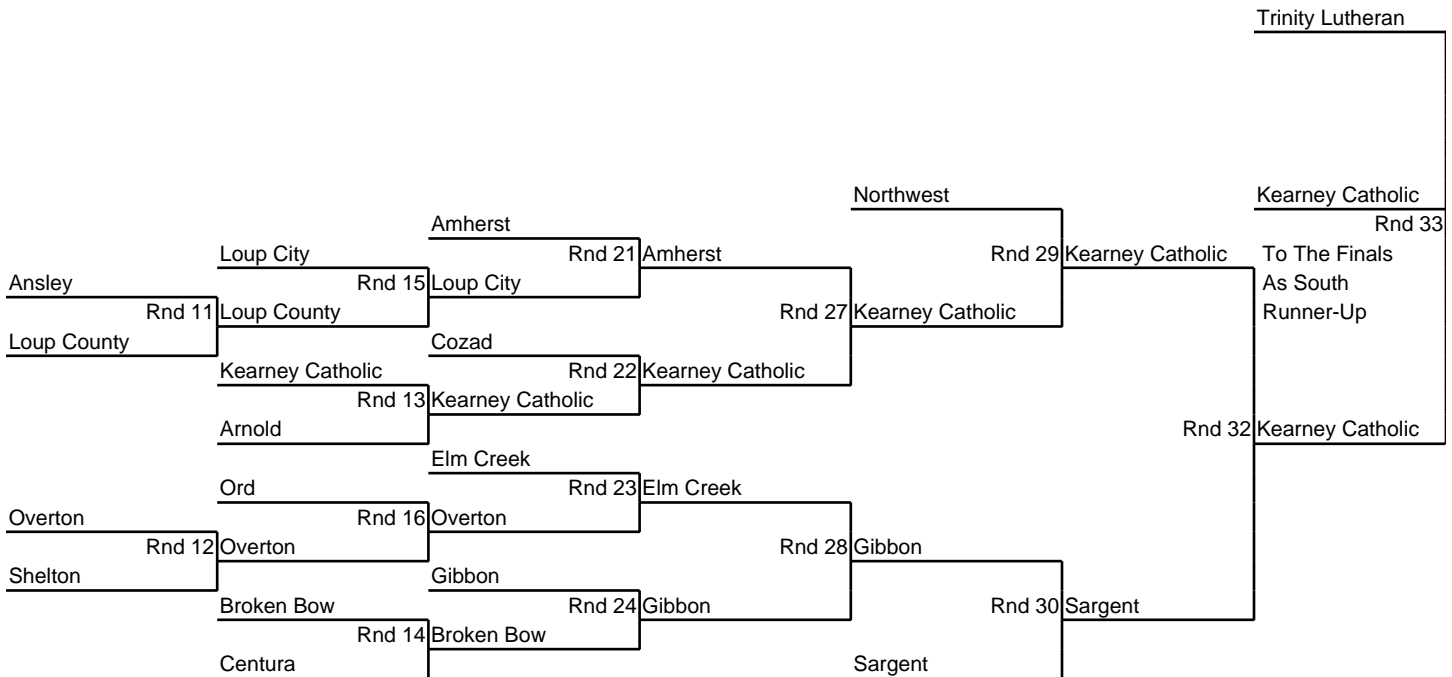 Trinity Lutheran
Northwest
Kearney Catholic
Amherst
Rnd 33
Loup City
Rnd 21
Amherst
Rnd 29
Kearney Catholic
To The Finals
Ansley
Rnd 15
Loup City
As South
Rnd 11
Loup County
Rnd 27
Kearney Catholic
Runner-Up
Loup County
Cozad
Kearney Catholic
Rnd 22
Kearney Catholic
Rnd 13
Kearney Catholic
Arnold
Rnd 32
Kearney Catholic
Elm Creek
Ord
Rnd 23
Elm Creek
Overton
Rnd 16
Overton
Rnd 12
Overton
Rnd 28
Gibbon
Shelton
Gibbon
Broken Bow
Rnd 24
Gibbon
Rnd 30
Sargent
Rnd 14
Broken Bow
Centura
Sargent